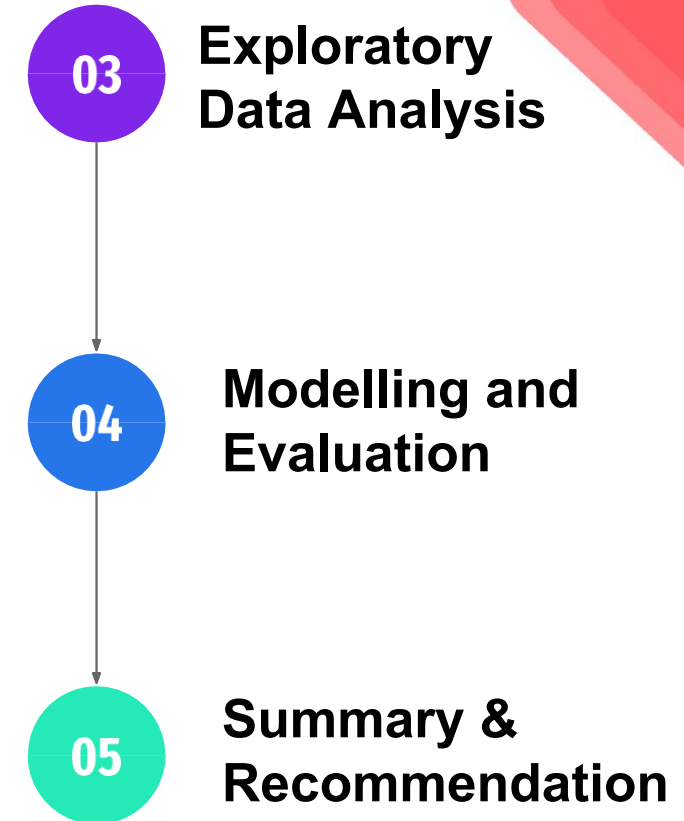 03
Exploratory
Data Analysis
04
Modelling and
Evaluation
05
Summary &
Recommendation